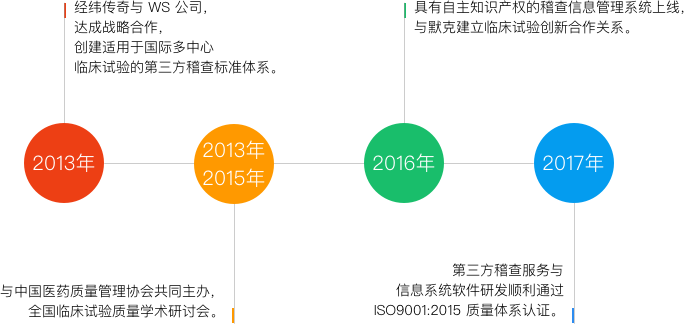 经纬传奇与 WS 公司，
达成战略合作，
创建适用于国际多中心
临床试验的第三方稽查标准体系。
具有自主知识产权的稽查信息管理系统上线，
与默克建立临床试验创新合作关系。
2013年
2013年
2015年
2016年
2017年
与中国医药质量管理协会共同主办，
全国临床试验质量学术研讨会。
第三方稽查服务与
信息系统软件研发顺利通过
ISO9001:2015 质量体系认证。